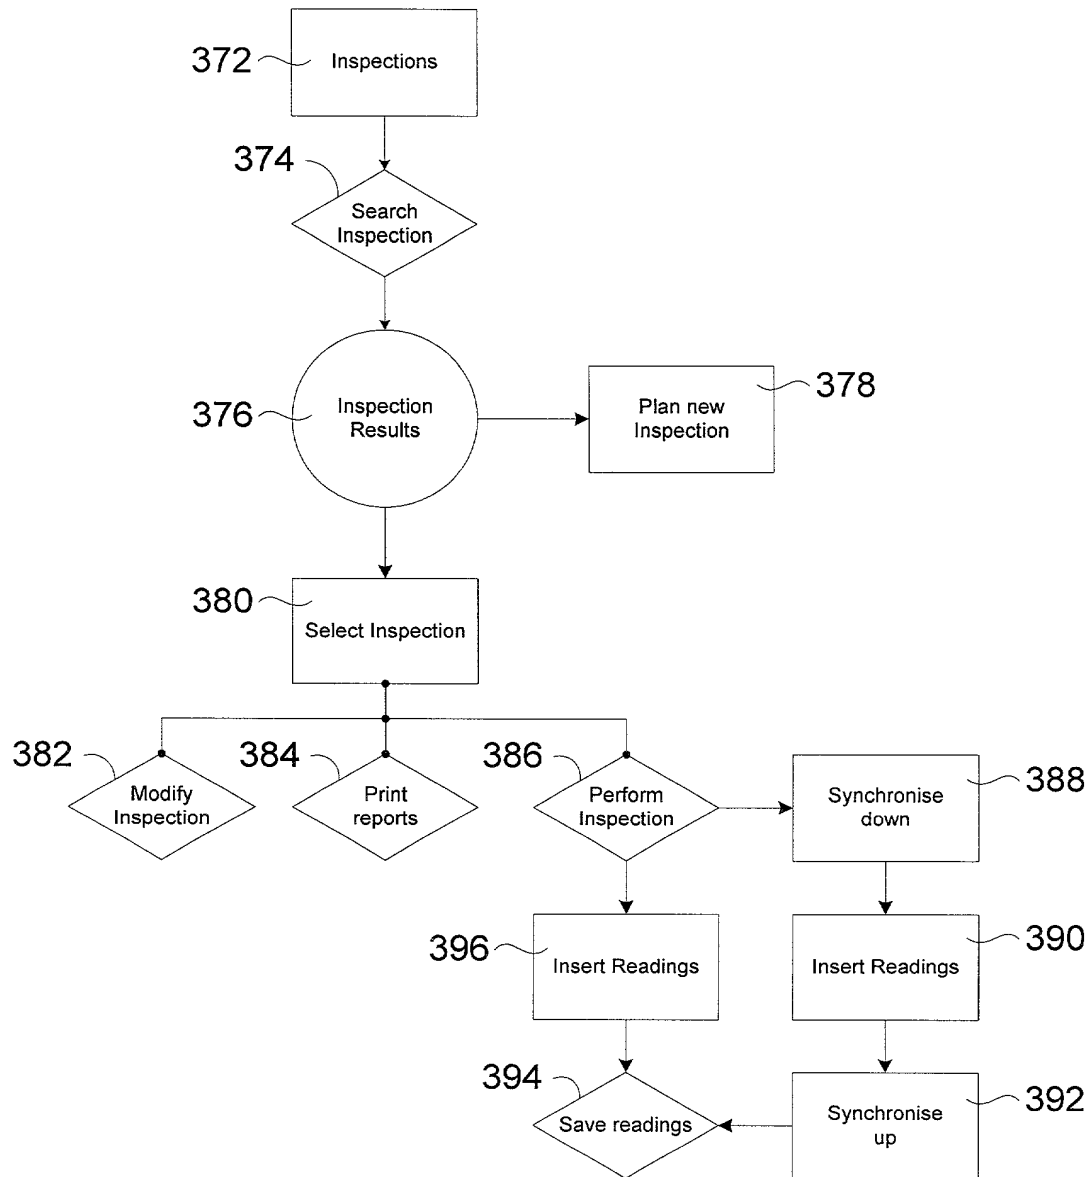 372
Inspections
374
Search
Inspection
376
Inspection
Results
378
Plan new
Inspection
380
Select Inspection
382
Modify
Inspection
384
Print
reports
386
Perform
Inspection
388
Synchronise
down
396
Insert Readings
390
Insert Readings
394
Save readings
392
Synchronise
up